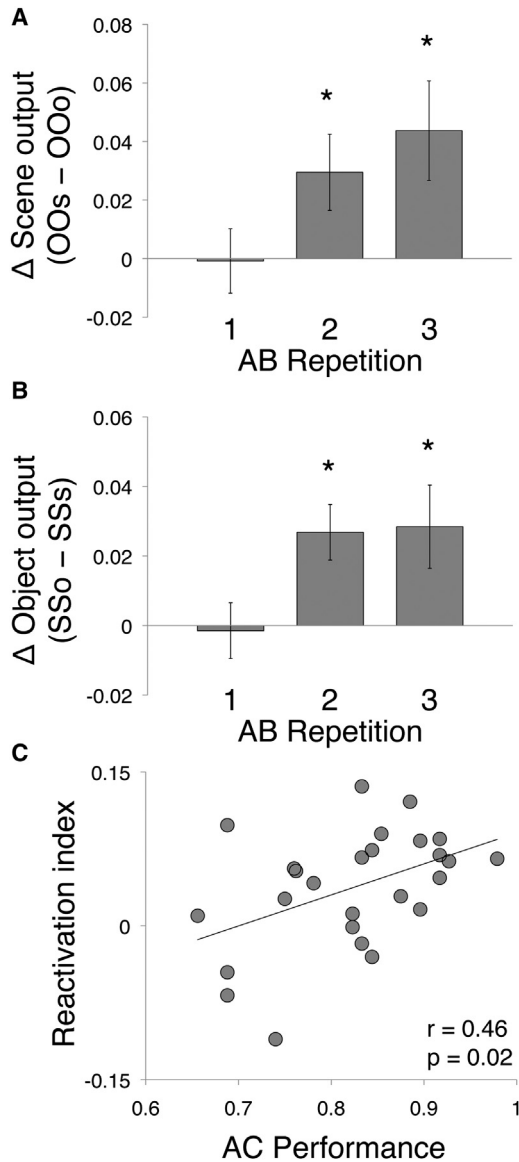 A
Δ Scene output
(OOs – OOo)
0.08
0.06
0.04
0.02
0
-0.02
*
*
1 2 3
AB Repetition
B
Δ Object output
(SSo – SSs)
0.06
0.04
0.02
0
-0.02
*
*
1 2 3
AB Repetition
C
Reactivation index
0.15
0
-0.15
r = 0.46
p = 0.02
0.6 0.7 0.8 0.9 1
AC Performance